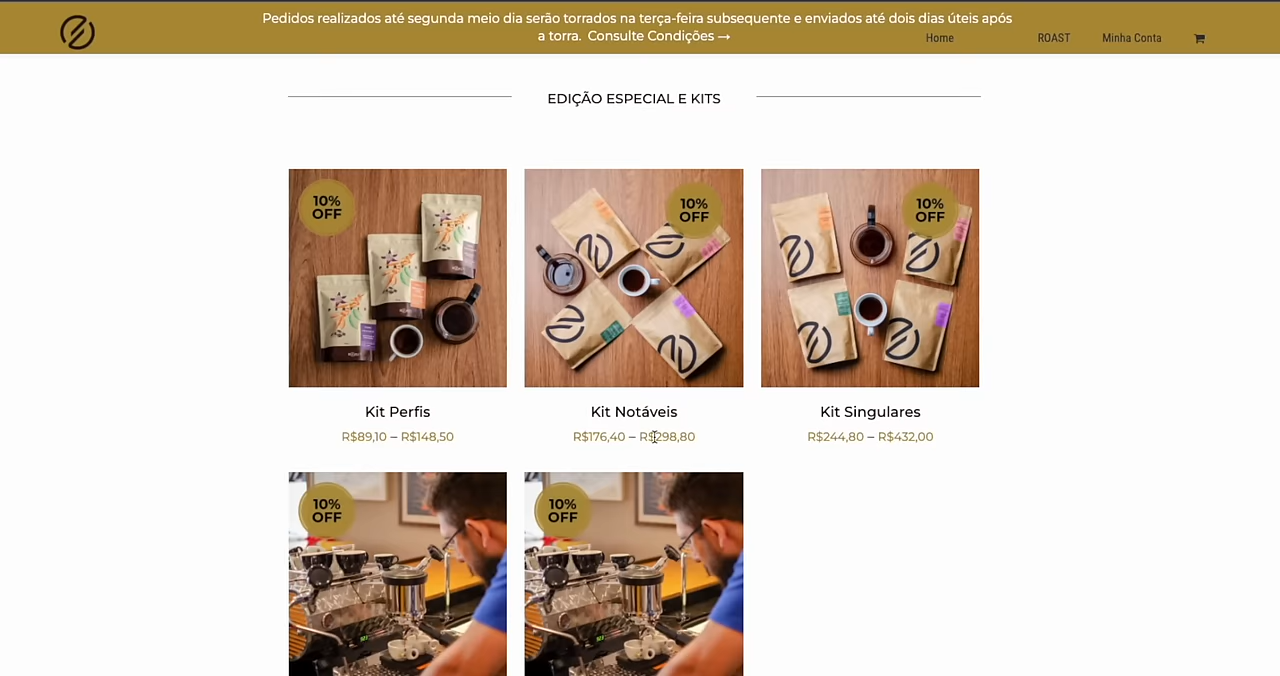 Pedidos realizados até segunda meio dia serão torrados na terça-feira subsequente e enviados até dois dias úteis após
a torra. Consulte Condições →
Home
ROAST
Minha Conta
EDIÇÃO ESPECIAL E KITS
10%
OFF
10%
OFF
10%
OFF
Kit Perfis
Kit Notáveis
Kit Singulares
R$89,10 – R$148,50
R$176,40 – R$298,80
R$244,80 – R$432,00
10%
OFF
10%
OFF